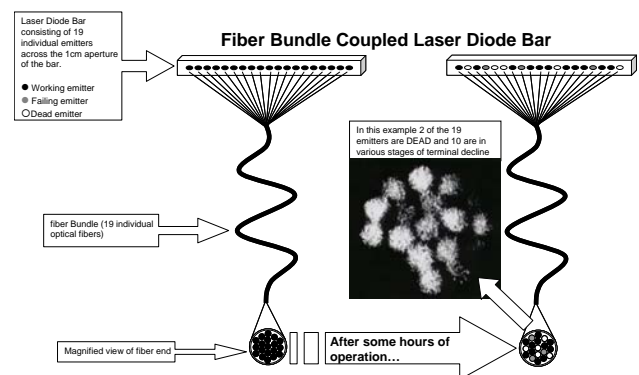 Laser Diode Bar
consisting of 19
individual emitters
across the 1cm aperture
of the bar.
Working emitter
Failing emitter
Dead emitter
Fiber Bundle Coupled Laser Diode Bar
In this example 2 of the 19
emitters are DEAD and 10 are in
various stages of terminal decline
fiber Bundle (19 individual
optical fibers)
Magnified view of fiber end
After some hours of
operation…